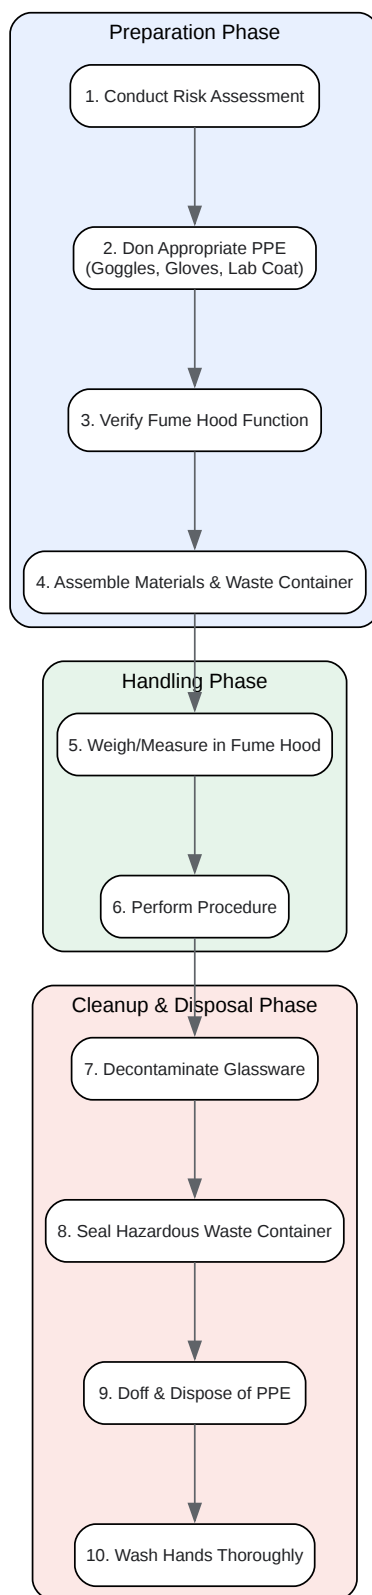 Preparation Phase
1. Conduct Risk Assessment
2. Don Appropriate PPE
(Goggles, Gloves, Lab Coat)
3. Verify Fume Hood Function
4. Assemble Materials & Waste Container
Handling Phase
5. Weigh/Measure in Fume Hood
6. Perform Procedure
Cleanup & Disposal Phase
7. Decontaminate Glassware
8. Seal Hazardous Waste Container
9. Doff & Dispose of PPE
10. Wash Hands Thoroughly